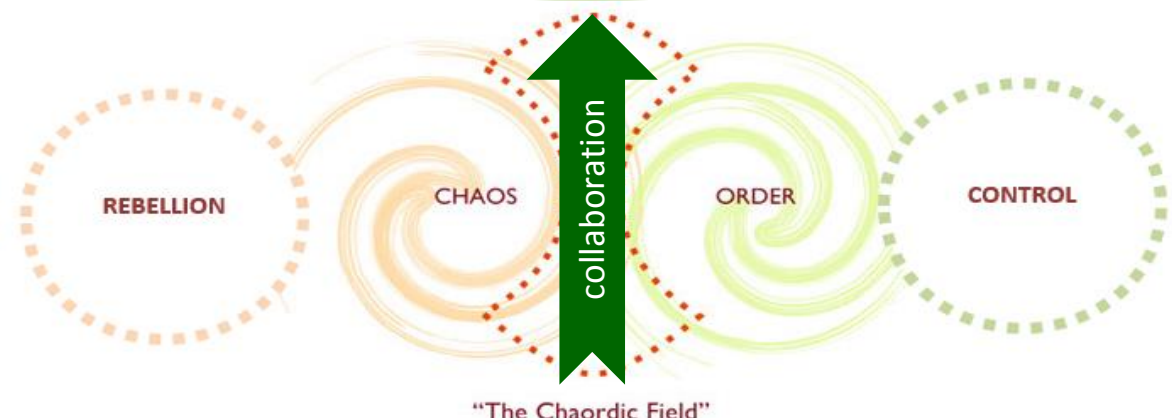 REBELLION
CHAOS
collaboration
ORDER
CONTROL
“The Chaordic Field”